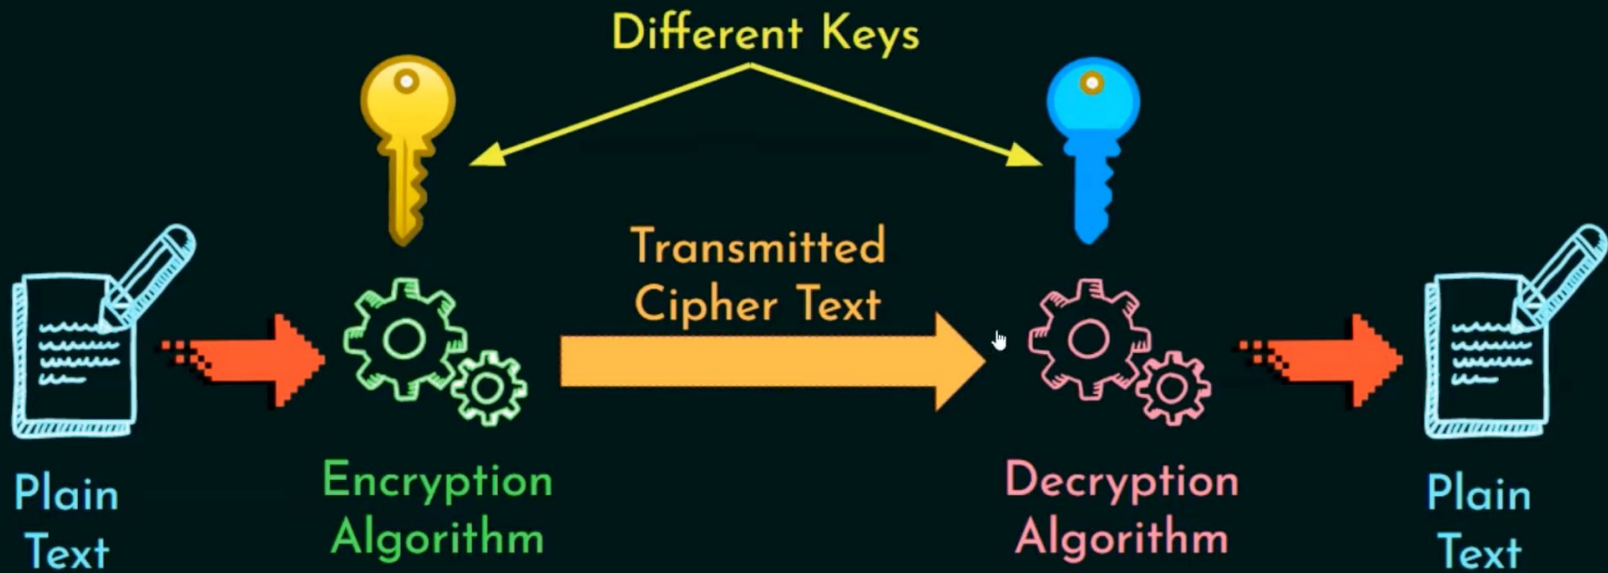 Different Keys
Transmitted
Cipher Text
Plain
Text
Encryption
Algorithm
Decryption
Algorithm
Plain
Text